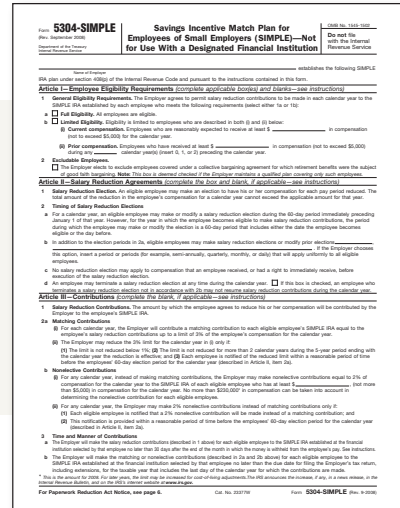 Form 5304-SIMPLE
(Rev. September 2008)
Department of the Treasury
Internal Revenue Service
Savings Incentive Match Plan for
Employees of Small Employers (SIMPLE)—Not
for Use With a Designated Financial Institution
OMB No. 1545-1502
Do not file
with the Internal
Revenue Service
establishes the following SIMPLE
Name of Employer
IRA plan under section 408(p) of the Internal Revenue Code and pursuant to the instructions contained in this form.
Article I—Employee Eligibility Requirements (complete applicable box(es) and blanks—see instructions)
1 General Eligibility Requirements. The Employer agrees to permit salary reduction contributions to be made in each calendar year to the
SIMPLE IRA established by each employee who meets the following requirements (select either 1a or 1b):
a Full Eligibility. All employees are eligible.
b Limited Eligibility. Eligibility is limited to employees who are described in both (i) and (ii) below:
(i) Current compensation. Employees who are reasonably expected to receive at least $ in compensation
(not to exceed $5,000) for the calendar year.
(ii) Prior compensation. Employees who have received at least $ in compensation (not to exceed $5,000)
during any calendar year(s) (insert 0, 1, or 2) preceding the calendar year.
2 Excludable Employees.
The Employer elects to exclude employees covered under a collective bargaining agreement for which retirement benefits were the subject
of good faith bargaining. Note: This box is deemed checked if the Employer maintains a qualified plan covering only such employees.
Article II—Salary Reduction Agreements (complete the box and blank, if applicable—see instructions)
1 Salary Reduction Election. An eligible employee may make an election to have his or her compensation for each pay period reduced. The
total amount of the reduction in the employee's compensation for a calendar year cannot exceed the applicable amount for that year.
2 Timing of Salary Reduction Elections
a For a calendar year, an eligible employee may make or modify a salary reduction election during the 60-day period immediately preceding
January 1 of that year. However, for the year in which the employee becomes eligible to make salary reduction contributions, the period
during which the employee may make or modify the election is a 60-day period that includes either the date the employee becomes
eligible or the day before.
b In addition to the election periods in 2a, eligible employees may make salary reduction elections or modify prior elections
. If the Employer chooses
this option, insert a period or periods (for example, semi-annually, quarterly, monthly, or daily) that will apply uniformly to all eligible
employees.
c No salary reduction election may apply to compensation that an employee received, or had a right to immediately receive, before
execution of the salary reduction election.
d An employee may terminate a salary reduction election at any time during the calendar year. If this box is checked, an employee who
terminates a salary reduction election not in accordance with 2b may not resume salary reduction contributions during the calendar year.
Article III—Contributions (complete the blank, if applicable—see instructions)
1 Salary Reduction Contributions. The amount by which the employee agrees to reduce his or her compensation will be contributed by the
Employer to the employee's SIMPLE IRA.
2a Matching Contributions
(i) For each calendar year, the Employer will contribute a matching contribution to each eligible employee's SIMPLE IRA equal to the
employee's salary reduction contributions up to a limit of 3% of the employee's compensation for the calendar year.
(ii) The Employer may reduce the 3% limit for the calendar year in (i) only if:
(1) The limit is not reduced below 1%; (2) The limit is not reduced for more than 2 calendar years during the 5-year period ending with
the calendar year the reduction is effective; and (3) Each employee is notified of the reduced limit within a reasonable period of time
before the employees' 60-day election period for the calendar year (described in Article II, item 2a).
b Nonelective Contributions
(i) For any calendar year, instead of making matching contributions, the Employer may make nonelective contributions equal to 2% of
compensation for the calendar year to the SIMPLE IRA of each eligible employee who has at least $ (not more
than $5,000) in compensation for the calendar year. No more than $230,000* in compensation can be taken into account in
determining the nonelective contribution for each eligible employee.
(ii) For any calendar year, the Employer may make 2% nonelective contributions instead of matching contributions only if:
(1) Each eligible employee is notified that a 2% nonelective contribution will be made instead of a matching contribution; and
(2) This notification is provided within a reasonable period of time before the employees' 60-day election period for the calendar year
(described in Article II, item 2a).
3 Time and Manner of Contributions
a The Employer will make the salary reduction contributions (described in 1 above) for each eligible employee to the SIMPLE IRA established at the financial
institution selected by that employee no later than 30 days after the end of the month in which the money is withheld from the employee's pay. See instructions.
b The Employer will make the matching or nonelective contributions (described in 2a and 2b above) for each eligible employee to the
SIMPLE IRA established at the financial institution selected by that employee no later than the due date for filing the Employer's tax return,
including extensions, for the taxable year that includes the last day of the calendar year for which the contributions are made.
* This is the amount for 2008. For later years, the limit may be increased for cost-of-living adjustments. The IRS announces the increase, if any, in a news release, in the
Internal Revenue Bulletin, and on the IRS's internet website at www.irs.gov.
For Paperwork Reduction Act Notice, see page 6.
Cat. No. 23377W
Form 5304-SIMPLE (Rev. 9-2008)